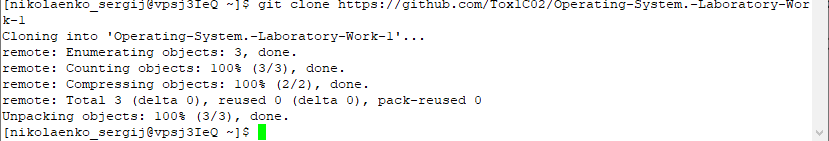 [nikolaenko_sergij@vpsj3IeQ ~]$ git clone https://github.com/Tox1C02/Operating-System.-Laboratory-Wor
k-1
Cloning into 'Operating-System.-Laboratory-Work-1'...
remote: Enumerating objects: 3, done.
remote: Counting objects: 100% (3/3), done.
remote: Compressing objects: 100% (2/2), done.
remote: Total 3 (delta 0), reused 0 (delta 0), pack-reused 0
Unpacking objects: 100% (3/3), done.
[nikolaenko_sergij@vpsj3IeQ ~]$